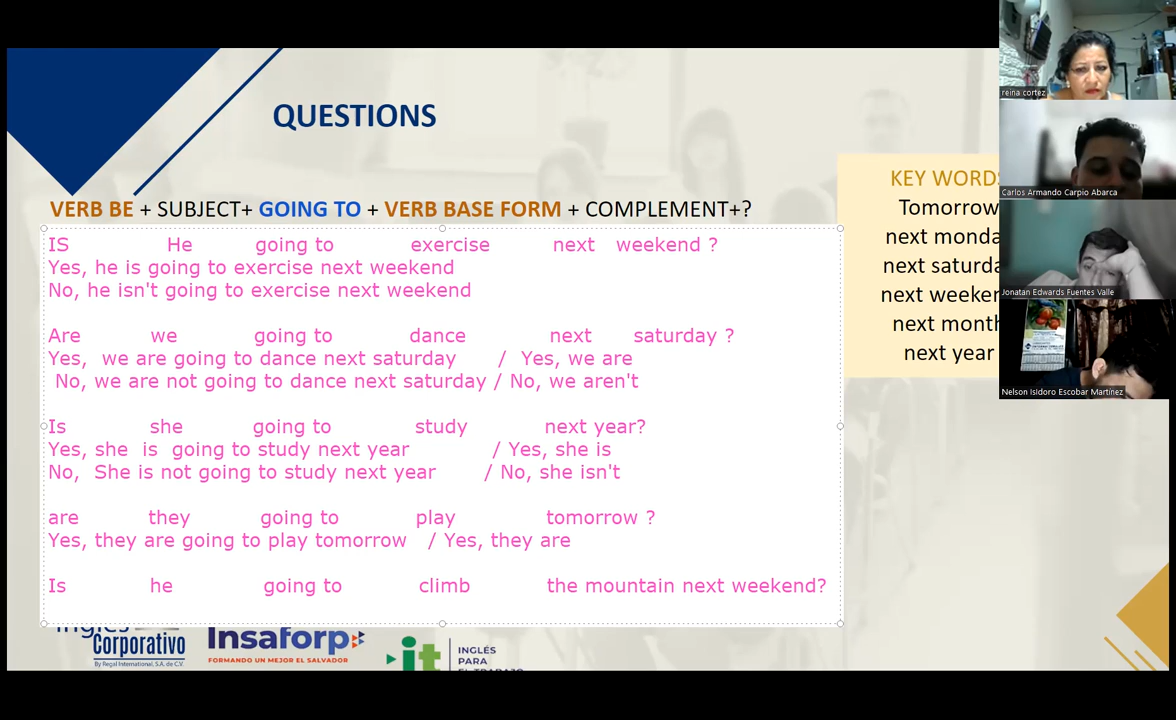 QUESTIONS
VERB BE + SUBJECT+ GOING TO + VERB BASE FORM + COMPLEMENT+?
IS He going to exercise next weekend ?
Yes, he is going to exercise next weekend
No, he isn't going to exercise next weekend
Are we going to dance next saturday ?
Yes, we are going to dance next saturday / Yes, we are
No, we are not going to dance next saturday / No, we aren't
Is she going to study next year?
Yes, she is going to study next year / Yes, she is
No, She is not going to study next year / No, she isn't
are they going to play tomorrow ?
Yes, they are going to play tomorrow / Yes, they are
Is he going to climb the mountain next weekend?
KEY WORDS
Tomorrow
next monda
next saturda
next weeken
next month
next year
reina cortez
Carlos Armando Carpio Abarca
Jonatan Edwards Fuentes Valle
Nelson Isidoro Escobar Martínez
Inglés
Corporativo
By Regal International, S.A. de C.V.
Insaforp
FORMANDO UN MEJOR EL SALVADOR
it
INGLÉS
PARA
EL TRABAJO